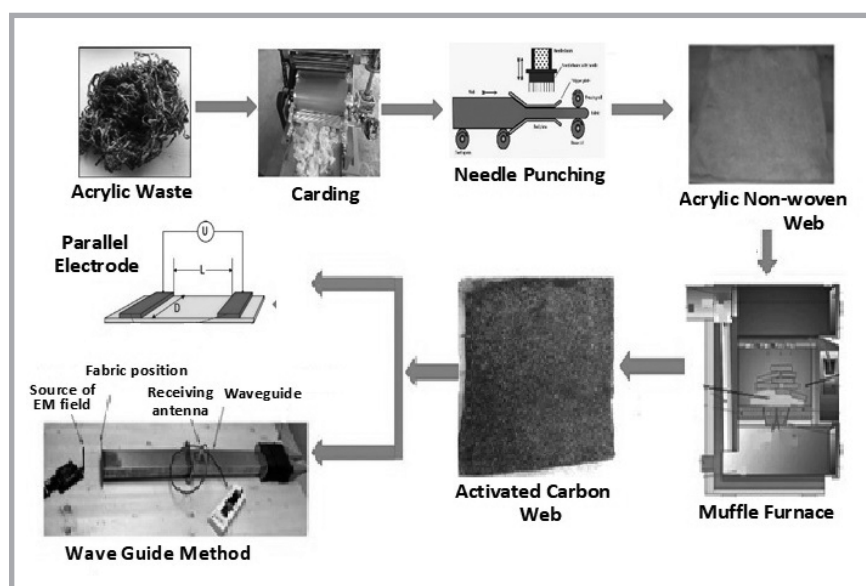 Acrylic Waste
Carding
Needle Punching
Acrylic Non-woven
Web
Parallel
Electrode
U
L
D
Fabric position
Source of
EM field
Receiving
antenna
Waveguide
Wave Guide Method
Activated Carbon
Web
Muffle Furnace